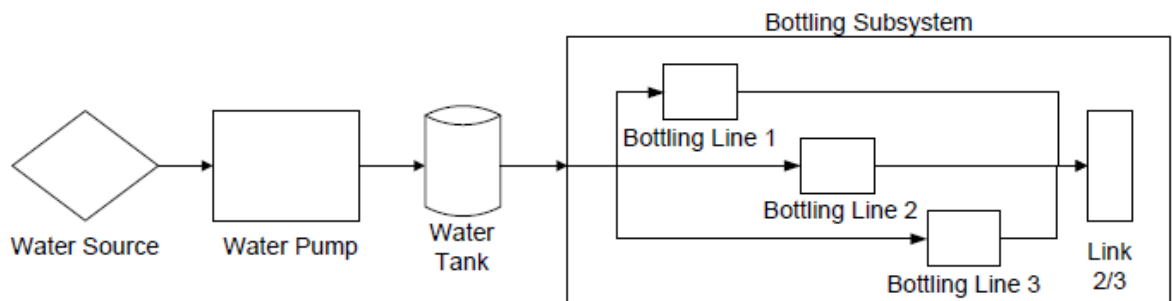 Bottling Subsystem
Bottling Line 1
Bottling Line 2
Bottling Line 3
Water Source
Water Pump
Water
Tank
Link
2/3